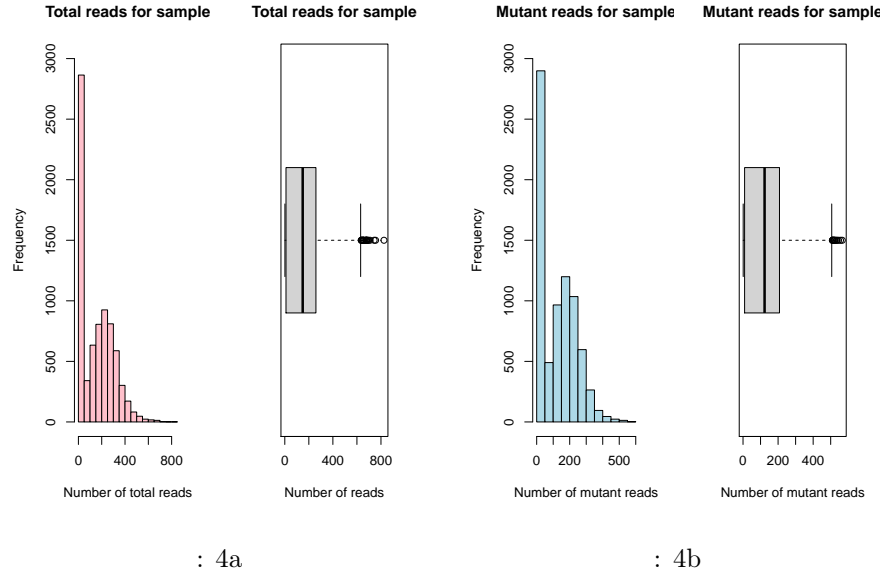 Total reads for sample
Total reads for sample
Mutant reads for sample
Mutant reads for sample
Frequency
3000
2500
2000
1500
1000
500
0
0 400 800
Number of total reads
0 400 800
Number of reads
Frequency
3000
2500
2000
1500
1000
500
0
0 200 500
Number of mutant reads
0 200 400
Number of mutant reads
: 4a
: 4b